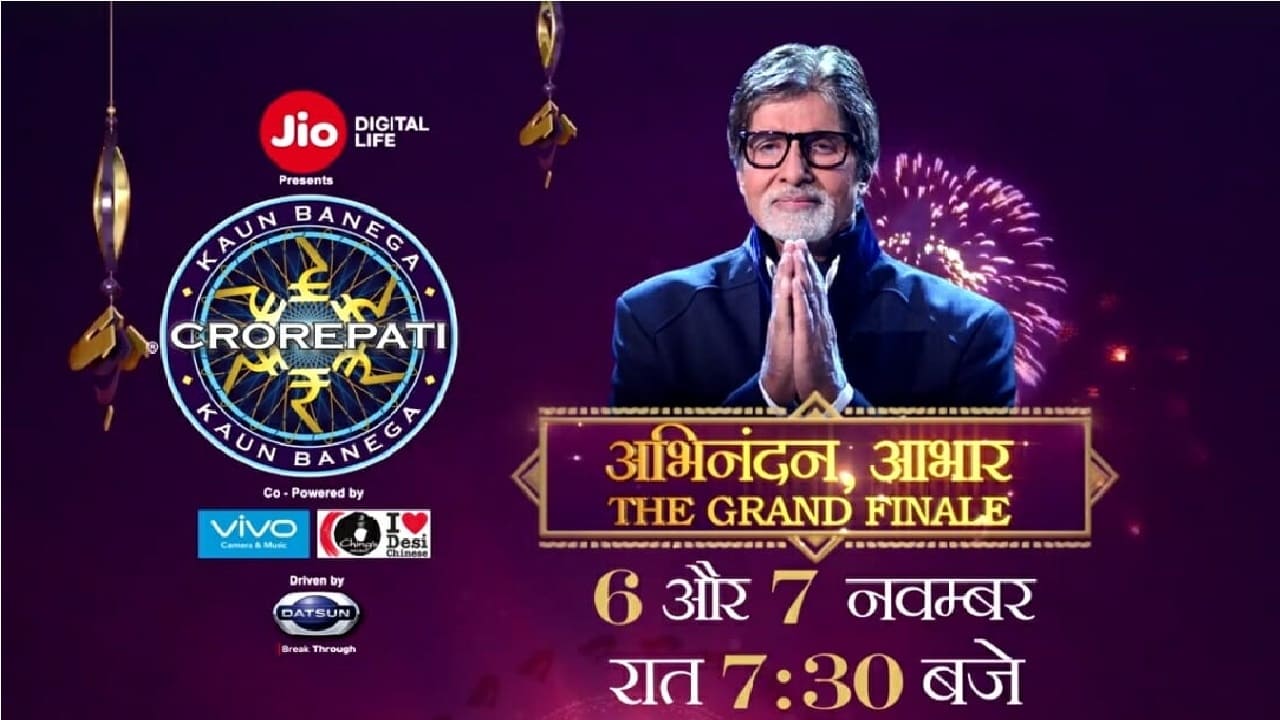 Jio DIGITAL
LIFE
Presents
KAUN BANEGA
CROREPATI
®
KAUN BANEGA
Co - Powered by
vivo
Camera & Music
Ching's
I ♥
Desi
Chinese
Driven by
DATSUN
Break Through
अभिनंदन, आभार
THE GRAND FINALE
6 और 7 नवम्बर
रात 7:30 बजे